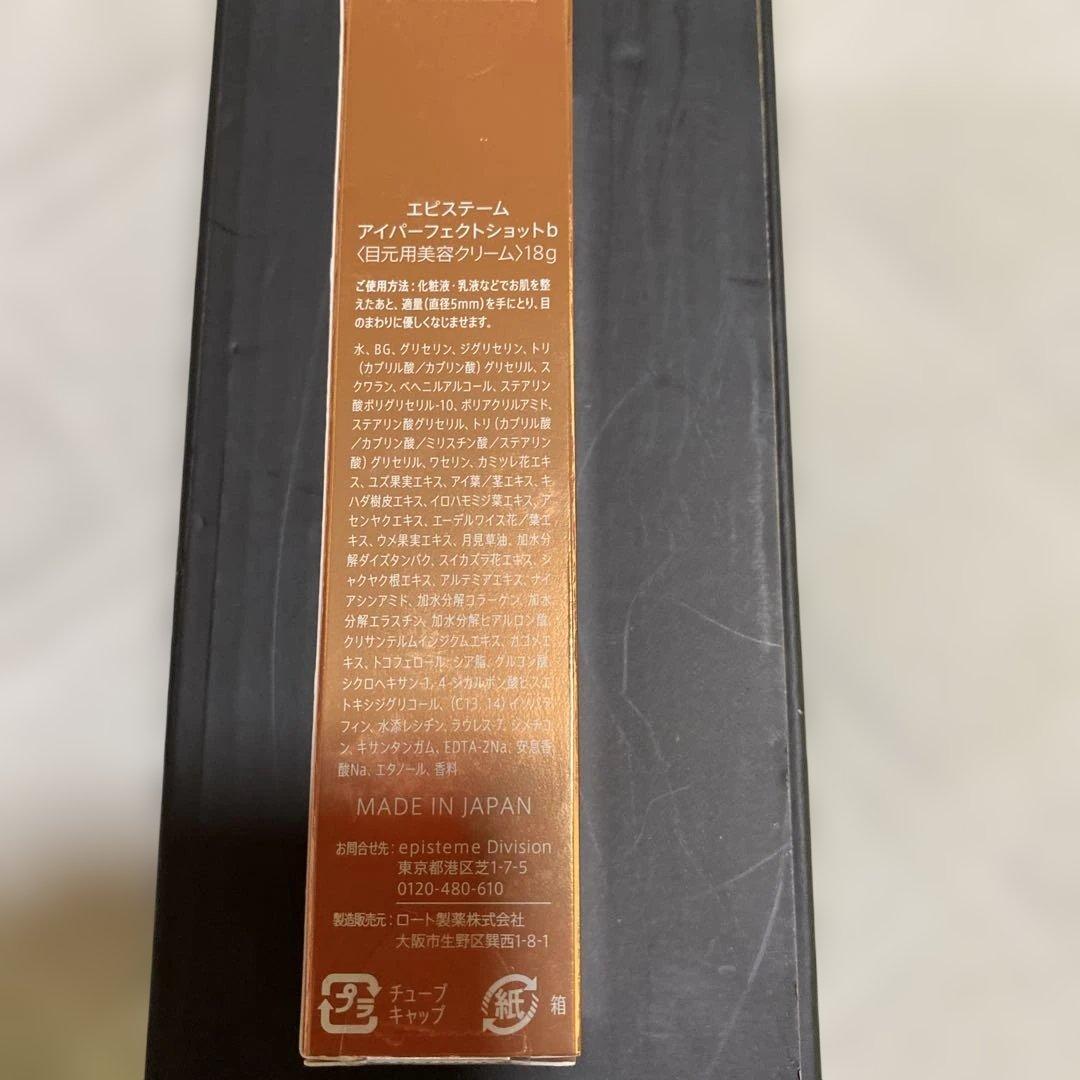 エピステーム
アイパーフェクトショットb
〈目元用美容クリーム〉18g
ご使用方法：化粧液・乳液などでお肌を整
えたあと、適量（直径5mm）を手にとり、目
のまわりに優しくなじませます。
水、BG、グリセリン、ジグリセリン、トリ
（カプリル酸／カプリン酸）グリセリル、ス
クワラン、ベヘニルアルコール、ステアリン
酸ポリグリセリル-10、ポリアクリルアミド、
ステアリン酸グリセリル、トリ（カプリル酸
／カプリン酸／ミリスチン酸／ステアリン
酸）グリセリル、ワセリン、カミツレ花エキ
ス、ユズ果実エキス、アイ葉／茎エキス、キ
ハダ樹皮エキス、イロハモミジ葉エキス、ア
センヤクエキス、エーデルワイス花／葉エ
キス、ウメ果実エキス、月見草油、加水分
解ダイズタンパク、スイカズラ花エキス、シ
ャクヤク根エキス、アルテミアエキス、ナイ
アシンアミド、加水分解コラーゲン、加水
分解エラスチン、加水分解ヒアルロン酸、
クリサンテルムインジクムエキス、カゴメエ
キス、トコフェロール、シア脂、グルコン酸、
シクロヘキサン-1，4-ジカルボン酸ビスエ
トキシジグリコール、（C13，14）イソパラ
フィン、水添レシチン、ラウレス-7、ジメチコ
ン、キサンタンガム、EDTA-2Na、安息香
酸Na、エタノール、香料
MADE IN JAPAN
お問合せ先：episteme Division
東京都港区芝1-7-5
0120-480-610
製造販売元：ロート製薬株式会社
大阪市生野区巽西1-8-1
プラ チューブ
キャップ
紙 箱